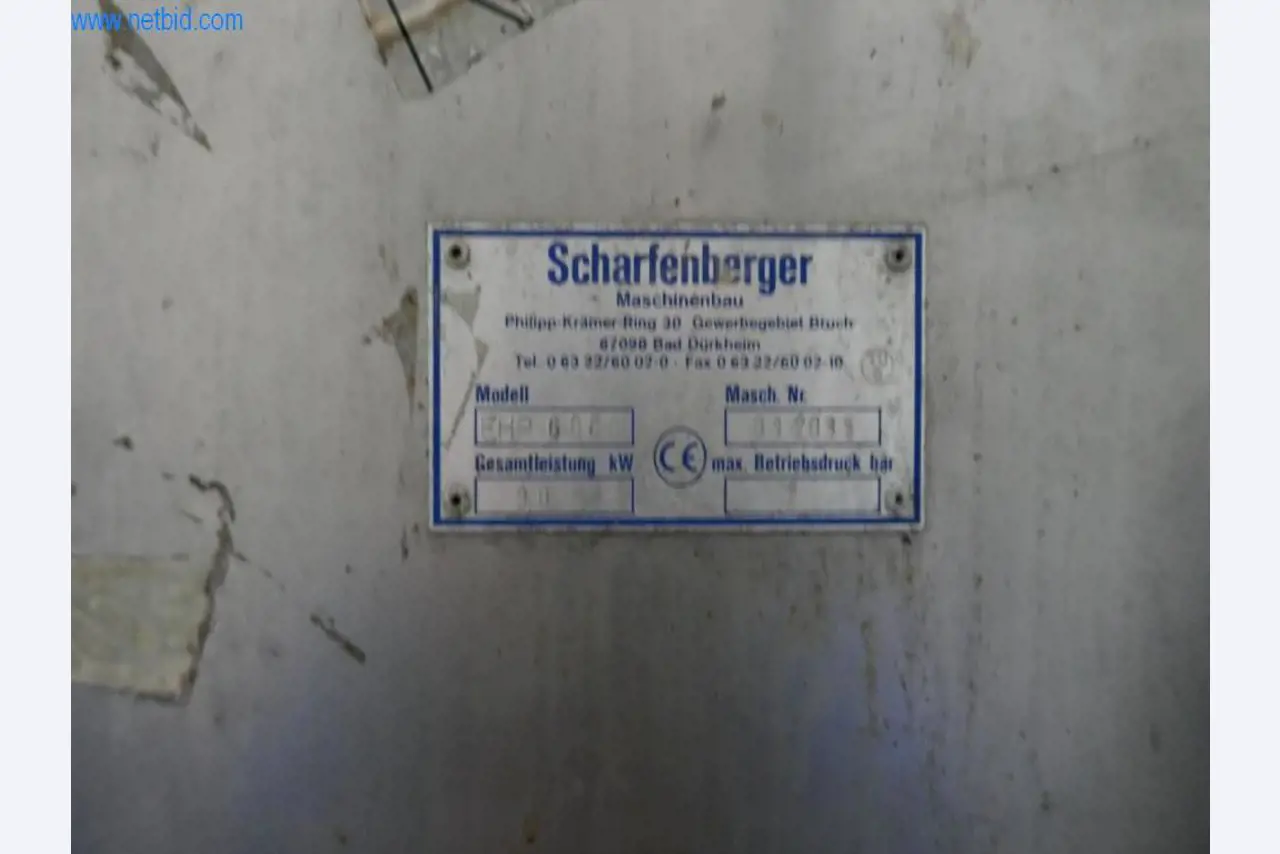 www.netbid.com
Scharfenberger
Maschinenbau
Philipp-Krämer-Ring 30 Gewerbegebiet Bruch
67098 Bad Dürkheim
Tel. 0 63 22/60 02-0 · Fax 0 63 22/60 02-10
Modell Masch. Nr.
Gesamtleistung kW CE max. Betriebsdruck bar